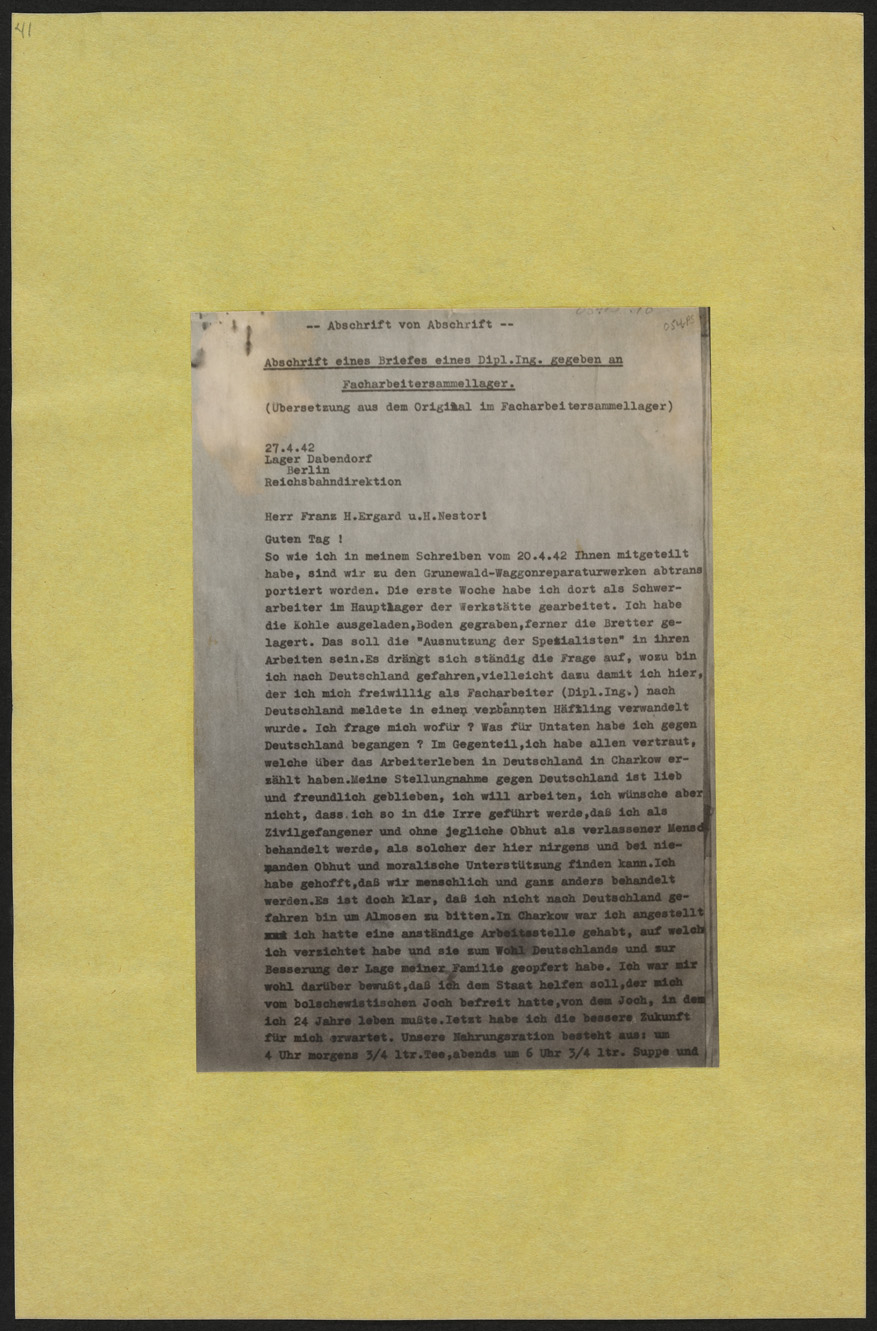 41
054PS
-- Abschrift von Abschrift --
Abschrift eines Briefes eines Dipl.Ing. gegeben an
Facharbeitersammellager.
(Übersetzung aus dem Original im Facharbeitersammellager)
27.4.42
Lager Dabendorf
Berlin
Reichsbahndirektion
Herr Franz H.Ergard u.H.Nestor!
Guten Tag !
So wie ich in meinem Schreiben vom 20.4.42 Ihnen mitgeteilt
habe, sind wir zu den Grunewald-Waggonreparaturwerken abtrans
portiert worden. Die erste Woche habe ich dort als Schwer-
arbeiter im Hauptlager der Werkstätte gearbeitet. Ich habe
die Kohle ausgeladen,Boden gegraben,ferner die Bretter ge-
lagert. Das soll die "Ausnutzung der Spezialisten" in ihren
Arbeiten sein.Es drängt sich ständig die Frage auf, wozu bin
ich nach Deutschland gefahren,vielleicht dazu damit ich hier,
der ich mich freiwillig als Facharbeiter (Dipl.Ing.) nach
Deutschland meldete in einen verbannten Häftling verwandelt
wurde. Ich frage mich wofür ? Was für Untaten habe ich gegen
Deutschland begangen ? Im Gegenteil,ich habe allen vertraut,
welche über das Arbeiterleben in Deutschland in Charkow er-
zählt haben.Meine Stellungnahme gegen Deutschland ist lieb
und freundlich geblieben, ich will arbeiten, ich wünsche aber
nicht, dass ich so in die Irre geführt werde,daß ich als
Zivilgefangener und ohne jegliche Obhut als verlassener Mensch
behandelt werde, als solcher der hier nirgens und bei nie-
manden Obhut und moralische Unterstützung finden kann.Ich
habe gehofft,daß wir menschlich und ganz anders behandelt
werden.Es ist doch klar, daß ich nicht nach Deutschland ge-
fahren bin um Almosen zu bitten.In Charkow war ich angestellt
ich hatte eine anständige Arbeitsstelle gehabt, auf welch
ich verzichtet habe und sie zum Wohl Deutschlands und zur
Besserung der Lage meiner Familie geopfert habe. Ich war mir
wohl darüber bewußt,daß ich dem Staat helfen soll,der mich
vom bolschewistischen Joch befreit hatte,von dem Joch, in dem
ich 24 Jahre leben mußte.Ietzt habe ich die bessere Zukunft
für mich erwartet. Unsere Nahrungsration besteht aus: um
4 Uhr morgens 3/4 ltr.Tee,abends um 6 Uhr 3/4 ltr. Suppe und